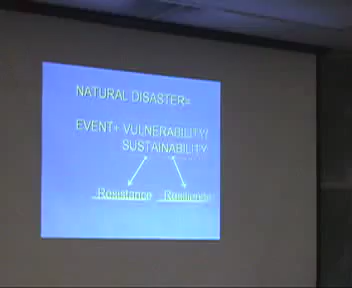 NATURAL DISASTER=
EVENT+ VULNERABILITY/
SUSTAINABILITY
Resistance Resilience